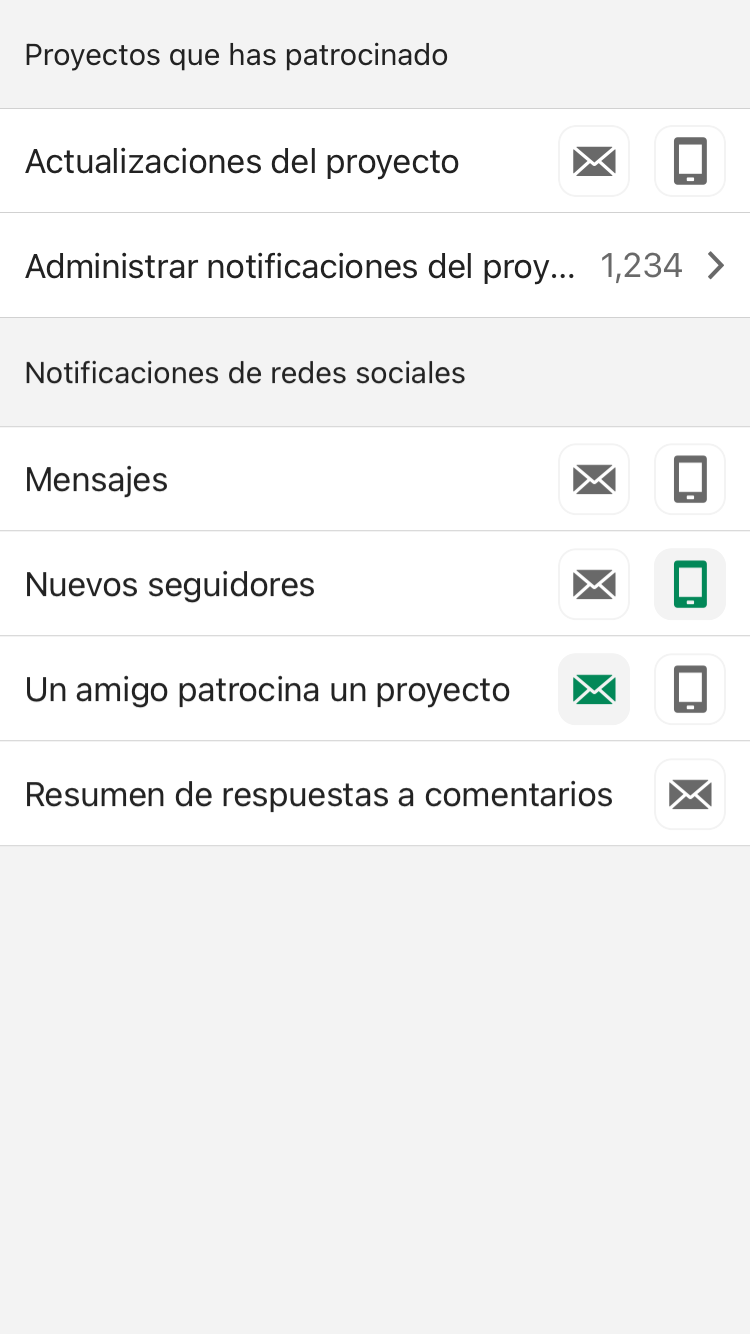 Proyectos que has patrocinado
Actualizaciones del proyecto
Administrar notificaciones del proy... 1,234
Notificaciones de redes sociales
Mensajes
Nuevos seguidores
Un amigo patrocina un proyecto
Resumen de respuestas a comentarios